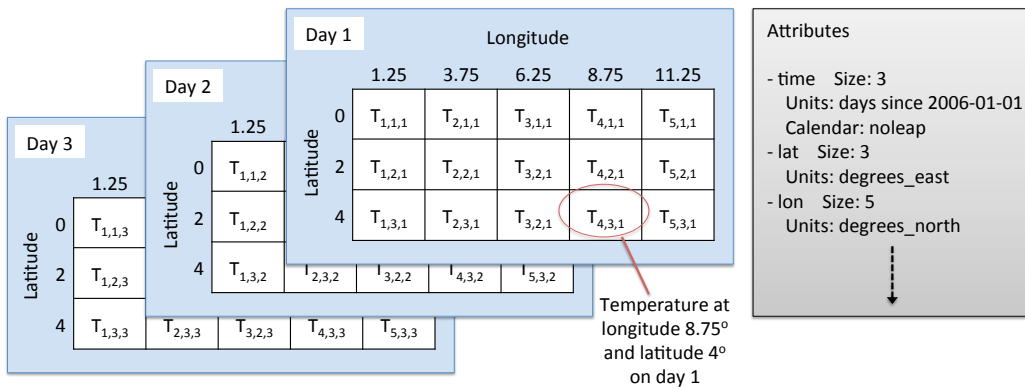 Day 1
Longitude
1.25 3.75 6.25 8.75 11.25
Latitude
0 T1,1,1 T2,1,1 T3,1,1 T4,1,1 T5,1,1
2 T1,2,1 T2,2,1 T3,2,1 T4,2,1 T5,2,1
4 T1,3,1 T2,3,1 T3,2,1 T4,3,1 T5,3,1
Day 2
1.25
Latitude
0 T1,1,2
2 T1,2,2
4 T1,3,2 T2,3,2 T3,2,2 T4,3,2 T5,3,2
Day 3
1.25
Latitude
0 T1,1,3
2 T1,2,3
4 T1,3,3 T2,3,3 T3,2,3 T4,3,3 T5,3,3
Temperature at
longitude 8.75o
and latitude 4o
on day 1
Attributes
- time Size: 3
Units: days since 2006-01-01
Calendar: noleap
- lat Size: 3
Units: degrees_east
- lon Size: 5
Units: degrees_north